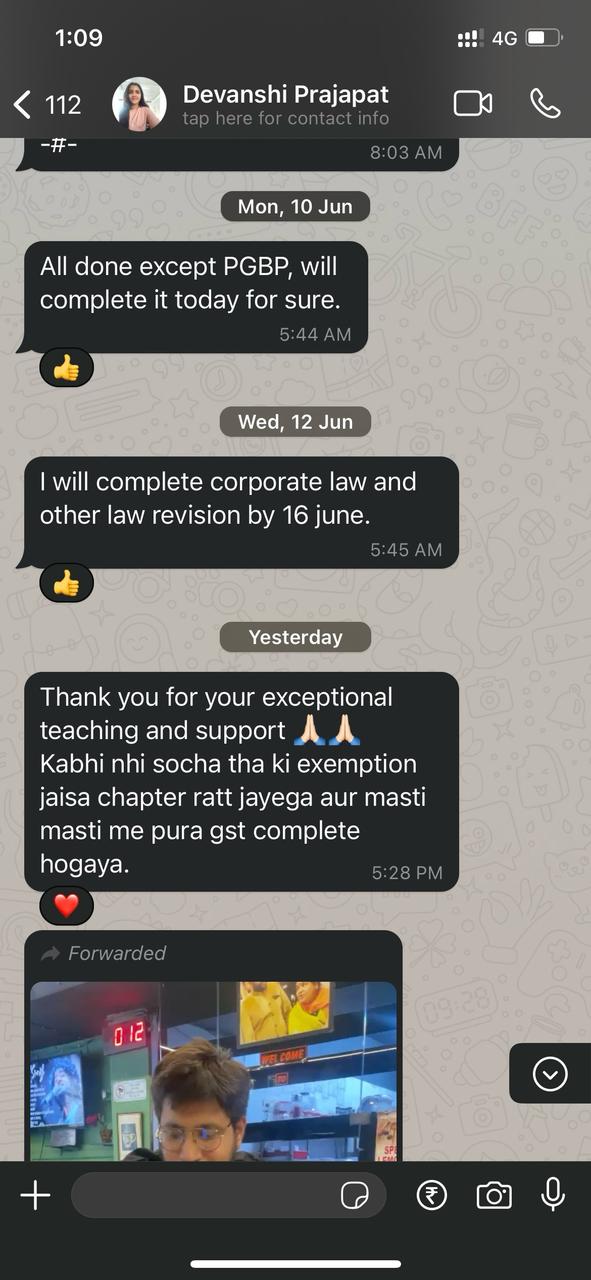 1:09
4G
112
Devanshi Prajapat
tap here for contact info
-#-
8:03 AM
Mon, 10 Jun
All done except PGBP, will
complete it today for sure.
5:44 AM
Wed, 12 Jun
I will complete corporate law and
other law revision by 16 june.
5:45 AM
Yesterday
Thank you for your exceptional
teaching and support 🙏🏻🙏🏻
Kabhi nhi socha tha ki exemption
jaisa chapter ratt jayega aur masti
masti me pura gst complete
hogaya.
5:28 PM
Forwarded
012
WELCOME
TO